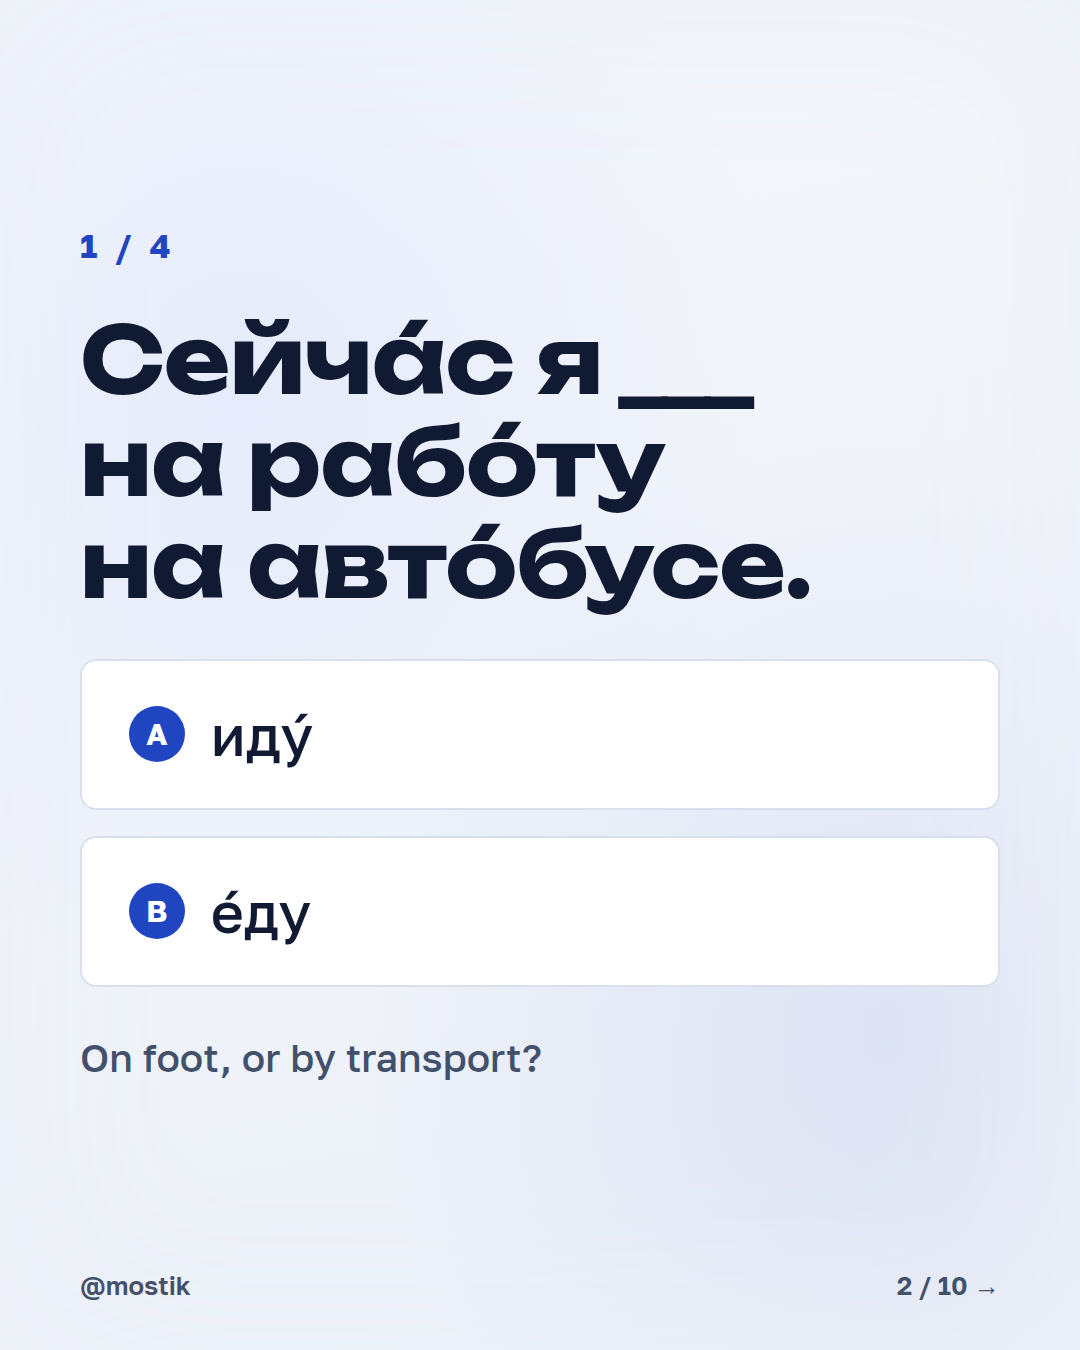 1 / 4
Сейча́с я ___
на рабо́ту
на авто́бусе.
A иду́
B е́ду
On foot, or by transport?
@mostik
2 / 10 →